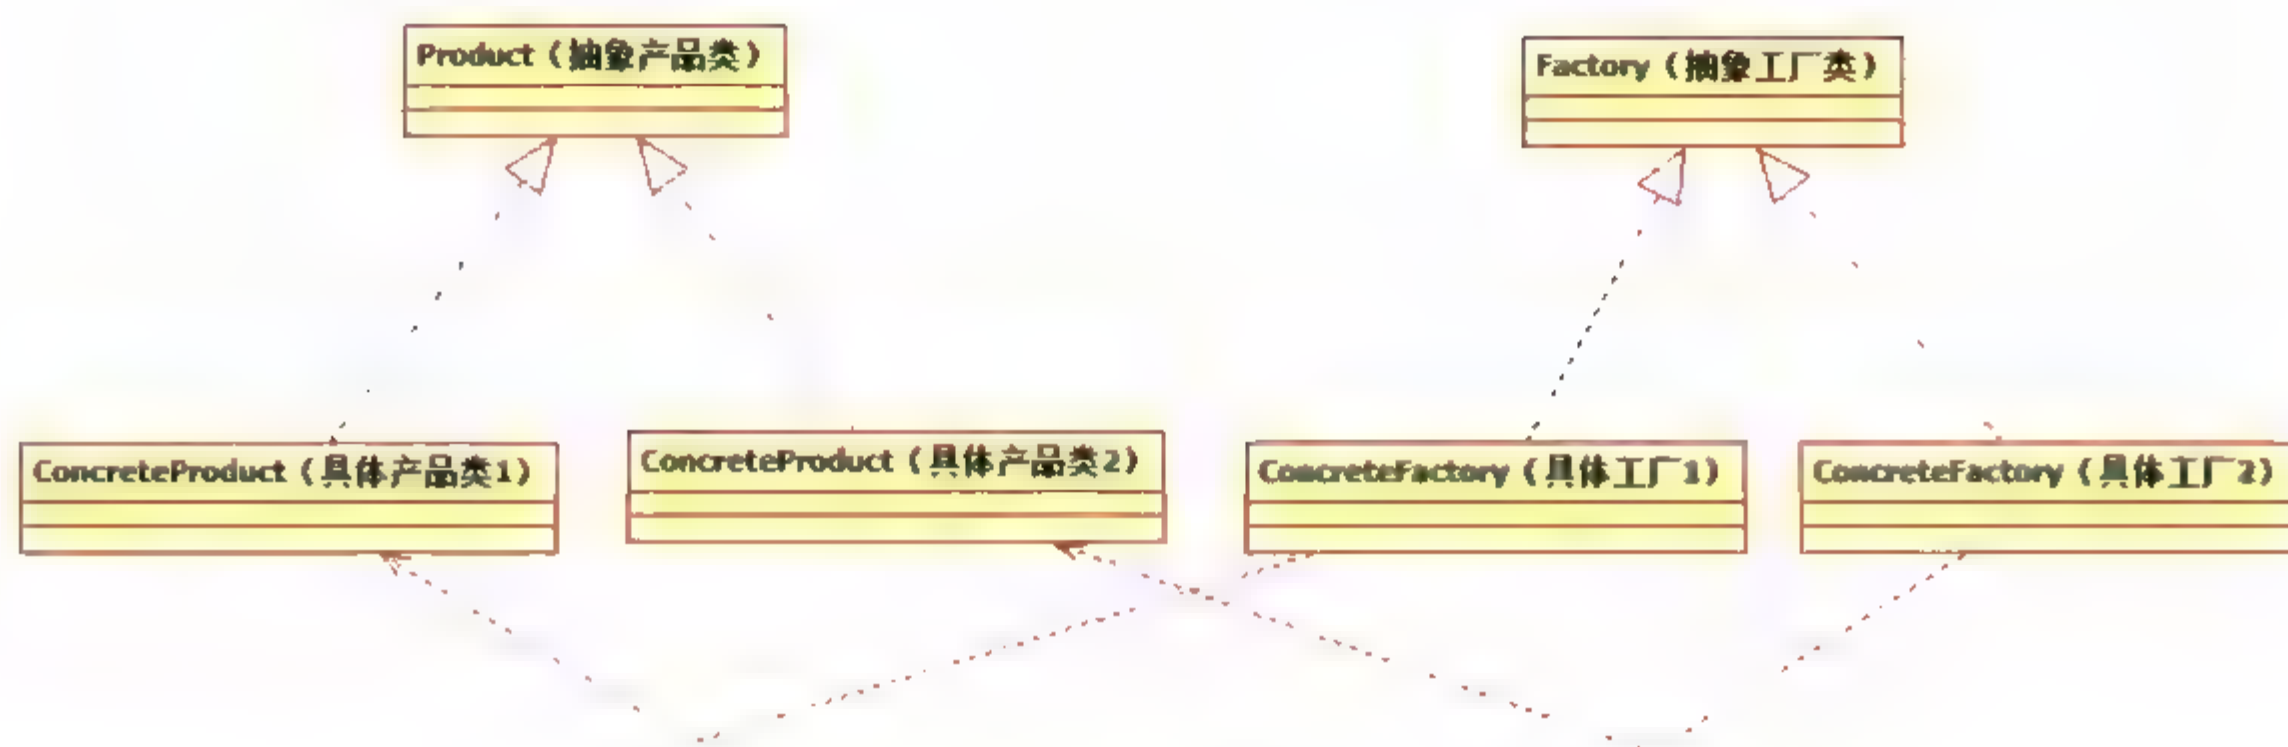 Product（抽象产品类）
Factory（抽象工厂类）
ConcreteProduct（具体产品类1）
ConcreteProduct（具体产品类2）
ConcreteFactory（具体工厂1）
ConcreteFactory（具体工厂2）